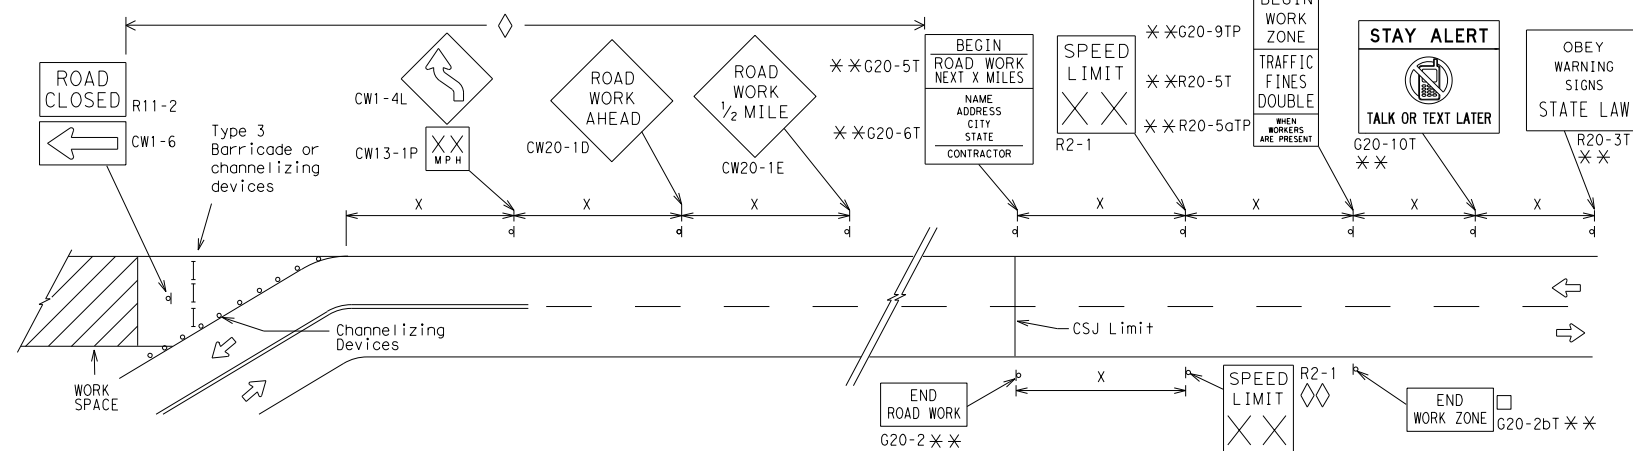 ROAD
CLOSED
R11-2
CW1-6
Type 3
Barricade or
channelizing
devices
CW1-4L
XX
MPH
CW13-1P
ROAD
WORK
AHEAD
CW20-1D
ROAD
WORK
1/2 MILE
CW20-1E
**G20-5T
**G20-6T
BEGIN
ROAD WORK
NEXT X MILES
NAME
ADDRESS
CITY
STATE
CONTRACTOR
SPEED
LIMIT
XX
R2-1
**G20-9TP
**R20-5T
**R20-5aTP
BEGIN
WORK
ZONE
TRAFFIC
FINES
DOUBLE
WHEN
WORKERS
ARE PRESENT
STAY ALERT
TALK OR TEXT LATER
G20-10T
**
OBEY
WARNING
SIGNS
STATE LAW
R20-3T
**
X
X
X
X
X
X
X
Channelizing
Devices
CSJ Limit
WORK
SPACE
END
ROAD WORK
G20-2 **
X
SPEED
LIMIT
XX
R2-1
END
WORK ZONE
G20-2bT **